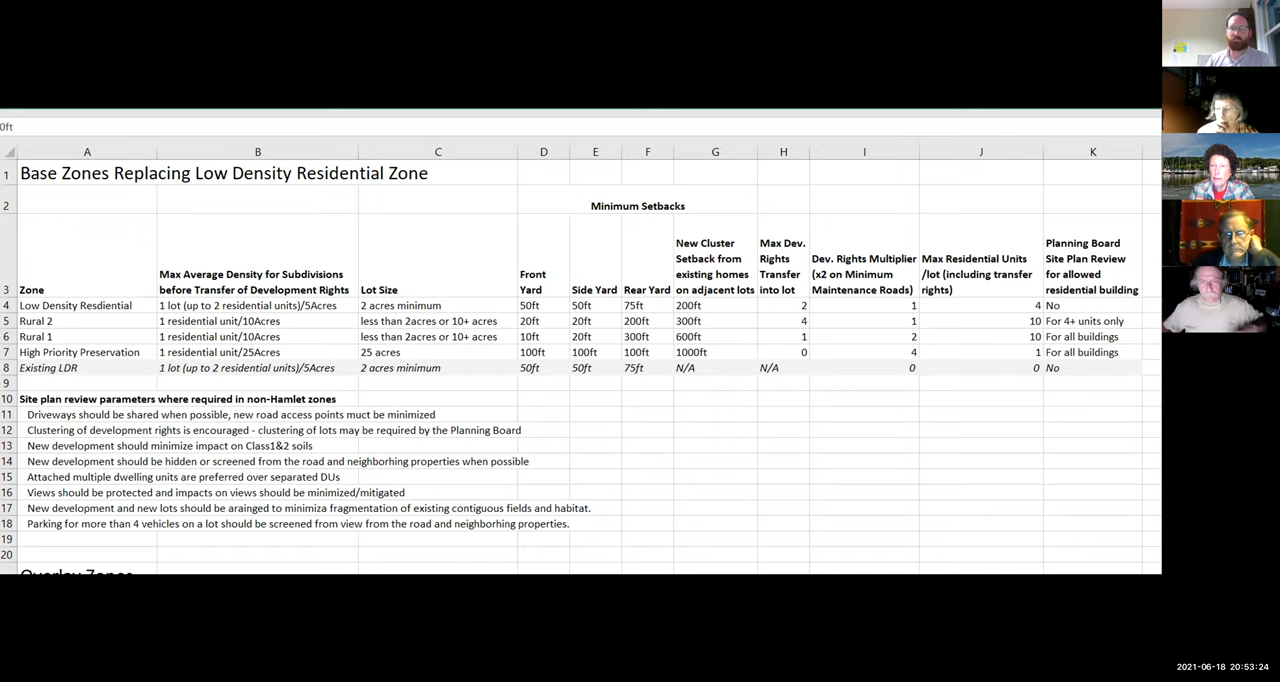 0ft
A B C D E F G H I J K
1 Base Zones Replacing Low Density Residential Zone
2 Minimum Setbacks
3 Zone Max Average Density for Subdivisions before Transfer of Development Rights Lot Size Front Yard Side Yard Rear Yard New Cluster Setback from existing homes on adjacent lots Max Dev. Rights Transfer into lot Dev. Rights Multiplier (x2 on Minimum Maintenance Roads) Max Residential Units /lot (including transfer rights) Planning Board Site Plan Review for allowed residential building
4 Low Density Resdiential 1 lot (up to 2 residential units)/5Acres 2 acres minimum 50ft 50ft 75ft 200ft 2 1 4 No
5 Rural 2 1 residential unit/10Acres less than 2acres or 10+ acres 20ft 20ft 200ft 300ft 4 1 10 For 4+ units only
6 Rural 1 1 residential unit/10Acres less than 2acres or 10+ acres 10ft 20ft 300ft 600ft 1 2 10 For all buildings
7 High Priority Preservation 1 residential unit/25Acres 25 acres 100ft 100ft 100ft 1000ft 0 4 1 For all buildings
8 Existing LDR 1 lot (up to 2 residential units)/5Acres 2 acres minimum 50ft 50ft 75ft N/A N/A 0 0 No
9
10 Site plan review parameters where required in non-Hamlet zones
11 Driveways should be shared when possible, new road access points muct be minimized
12 Clustering of development rights is encouraged - clustering of lots may be required by the Planning Board
13 New development should minimize impact on Class1&2 soils
14 New development should be hidden or screened from the road and neighborhing properties when possible
15 Attached multiple dwelling units are preferred over separated DUs
16 Views should be protected and impacts on views should be minimized/mitigated
17 New development and new lots should be arainged to minimiza fragmentation of existing contiguous fields and habitat.
18 Parking for more than 4 vehicles on a lot should be screened from view from the road and neighborhing properties.
19
20
Overlay Zones
2021-06-18 20:53:24